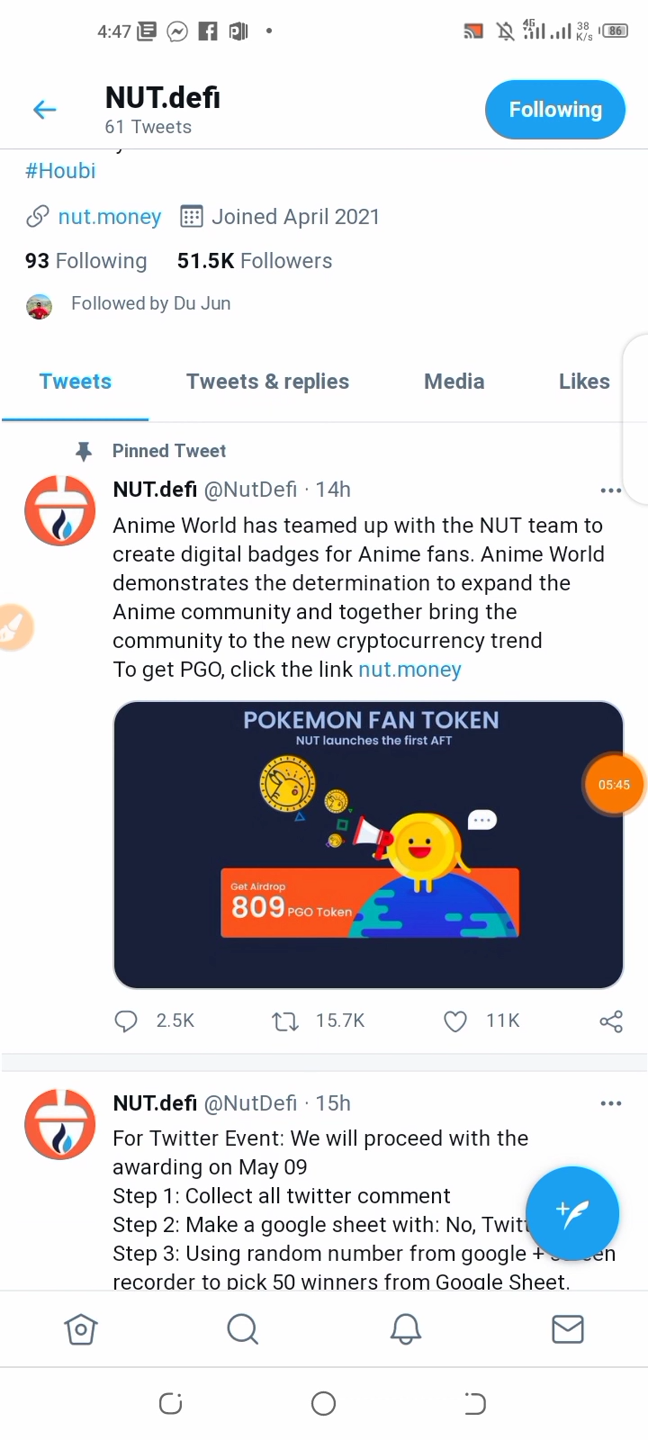 4:47
4G
38
K/s
86
NUT.defi
61 Tweets
Following
#Houbi
nut.money Joined April 2021
93 Following 51.5K Followers
Followed by Du Jun
Tweets Tweets & replies Media Likes
Pinned Tweet
NUT.defi @NutDefi · 14h
Anime World has teamed up with the NUT team to
create digital badges for Anime fans. Anime World
demonstrates the determination to expand the
Anime community and together bring the
community to the new cryptocurrency trend
To get PGO, click the link nut.money
POKEMON FAN TOKEN
NUT launches the first AFT
05:45
Get Airdrop
809 PGO Token
2.5K 15.7K 11K
NUT.defi @NutDefi · 15h
For Twitter Event: We will proceed with the
awarding on May 09
Step 1: Collect all twitter comment
Step 2: Make a google sheet with: No,
Step 3: Using random number from google +
recorder to pick 50 winners from Google Sheet.